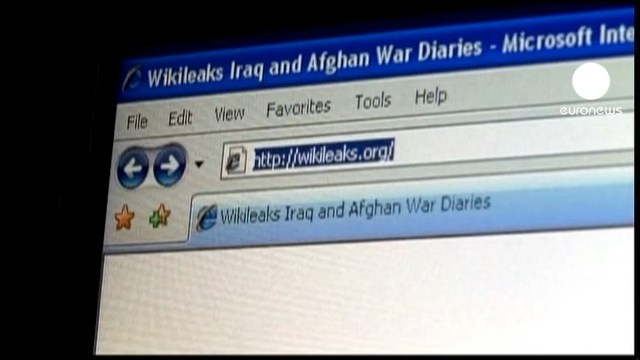 Wikileaks Iraq and Afghan War Diaries - Microsoft Inte
File Edit View Favorites Tools Help
http://wikileaks.org/
Wikileaks Iraq and Afghan War Diaries
euronews